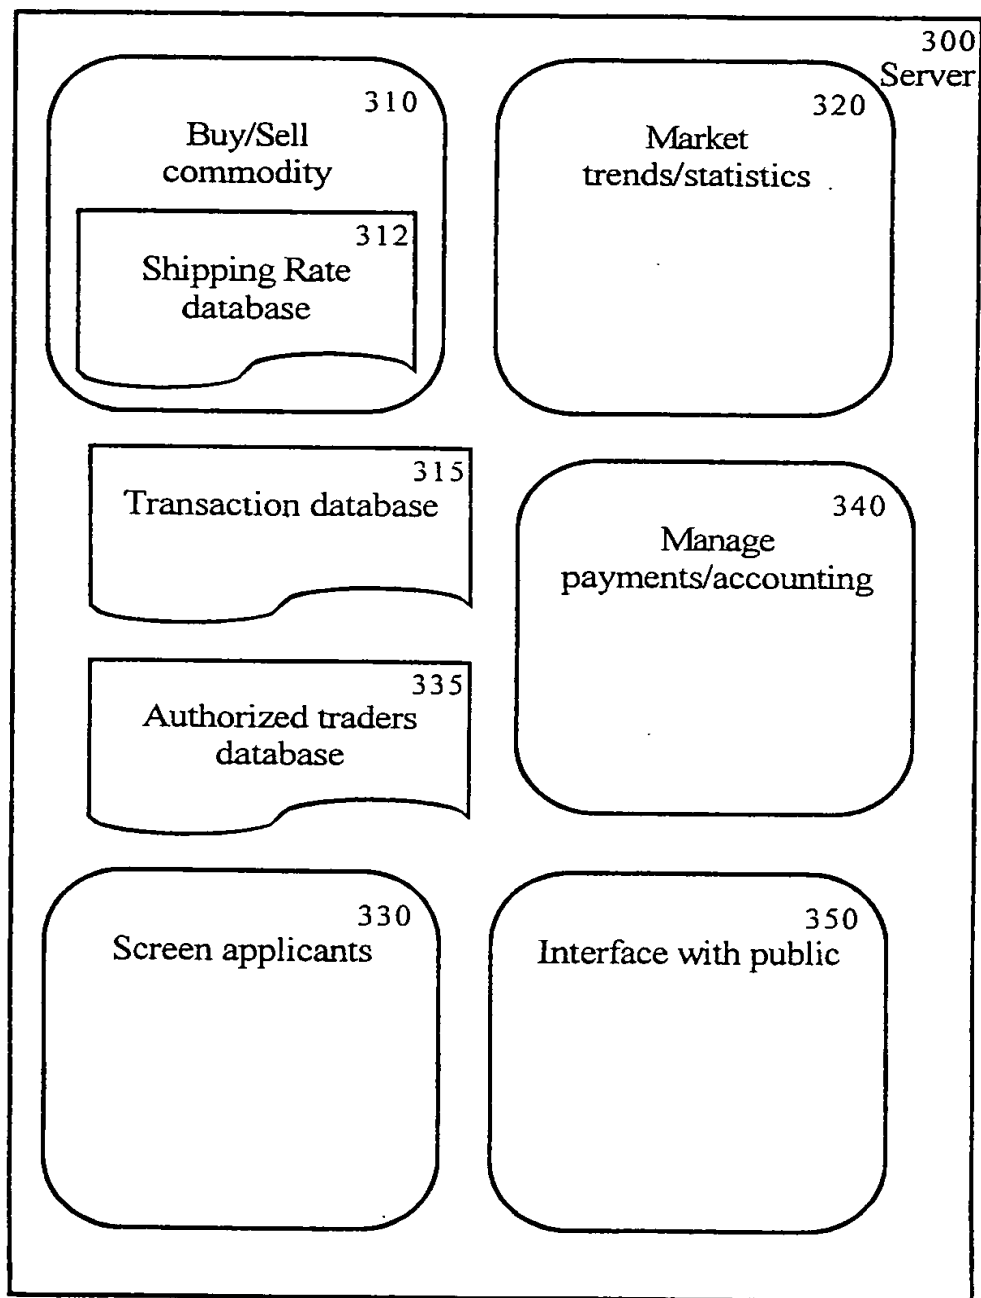 300
Server
310
Buy/Sell
commodity
312
Shipping Rate
database
320
Market
trends/statistics
315
Transaction database
340
Manage
payments/accounting
335
Authorized traders
database
330
Screen applicants
350
Interface with public